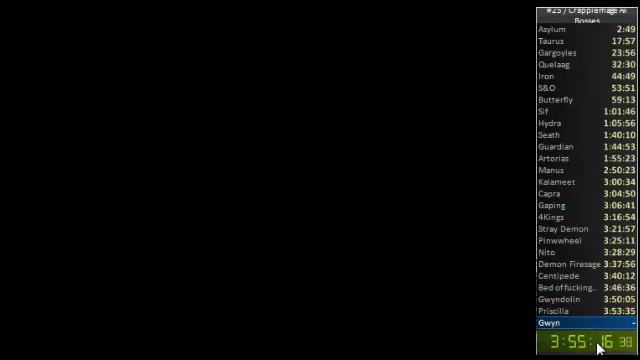 #25 / Crapplemage All
Bosses
Asylum 2:49
Taurus 17:57
Gargoyles 23:56
Quelaag 32:30
Iron 44:49
S&O 53:51
Butterfly 59:13
Sif 1:01:46
Hydra 1:05:56
Seath 1:40:10
Guardian 1:44:53
Artorias 1:55:23
Manus 2:50:23
Kalameet 3:00:34
Capra 3:04:50
Gaping 3:06:41
4Kings 3:16:54
Stray Demon 3:21:57
Pinwheel 3:25:11
Nito 3:28:29
Demon Firesage 3:37:56
Centipede 3:40:12
Bed of fucking... 3:46:36
Gwyndolin 3:50:05
Priscilla 3:53:35
Gwyn -
3:55:16 38